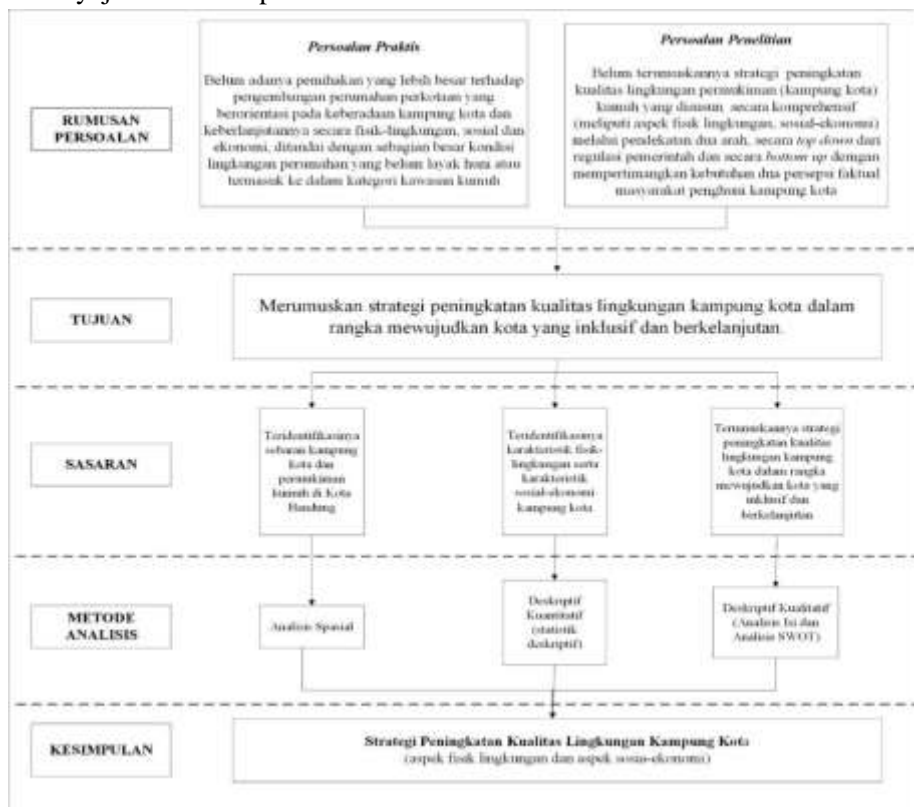 Persoalan Praktis
Belum adanya pemihakan yang lebih besar terhadap
pengembangan perumahan perkotaan yang
berorientasi pada keberadaan kampung kota dan
keberlanjutannya secara fisik-lingkungan, sosial dan
ekonomi, ditandai dengan sebagian besar kondisi
lingkungan perumahan yang belum layak huni atau
termasuk ke dalam kategori kawasan kumuh
Persoalan Penelitian
Belum terumuskannya strategi peningkatan
kualitas lingkungan permukiman (kampung kota)
kumuh yang disusun secara komprehensif
(meliputi aspek fisik lingkungan, sosial-ekonomi)
melalui pendekatan dua arah, secara top down dari
regulasi pemerintah dan secara bottom up dengan
mempertimangkan kebutuhan dua persepsi faktual
masyarakat penghuni kampung kota
RUMUSAN
PERSOALAN
TUJUAN
Merumuskan strategi peningkatan kualitas lingkungan kampung kota dalam
rangka mewujudkan kota yang inklusif dan berkelanjutan.
SASARAN
Teridentifikasinya
sebaran kampung
kota dan
permukiman
kumuh di Kota
Bandung
Teridentifikasinya
karakteristik fisik-
lingkungan serta
karakteristik
sosial-ekonomi
kampung kota
Terumuskannya strategi
peningkatan kualitas
lingkungan kampung
kota dalam rangka
mewujudkan kota yang
inklusif dan
berkelanjutan
METODE
ANALISIS
Analisis Spasial
Deskriptif
Kuantitatif
(statistik
deskriptif)
Deskriptif Kualitatif
(Analisis Isi dan
Analisis SWOT)
KESIMPULAN
Strategi Peningkatan Kualitas Lingkungan Kampung Kota
(aspek fisik lingkungan dan aspek sosio-ekonomi)